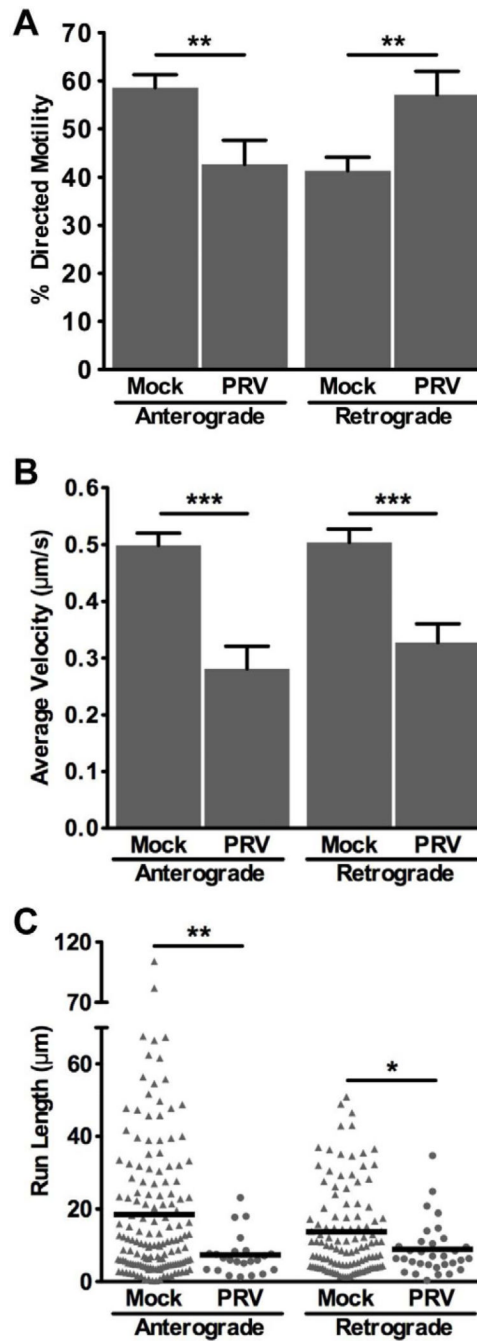 A
% Directed Motility
70
60
50
40
30
20
10
0
**
**
Mock PRV Mock PRV
Anterograde Retrograde
B
Average Velocity (µm/s)
0.6
0.5
0.4
0.3
0.2
0.1
0.0
***
***
Mock PRV Mock PRV
Anterograde Retrograde
C
Run Length (µm)
120
70
60
40
20
0
**
*
Mock PRV Mock PRV
Anterograde Retrograde